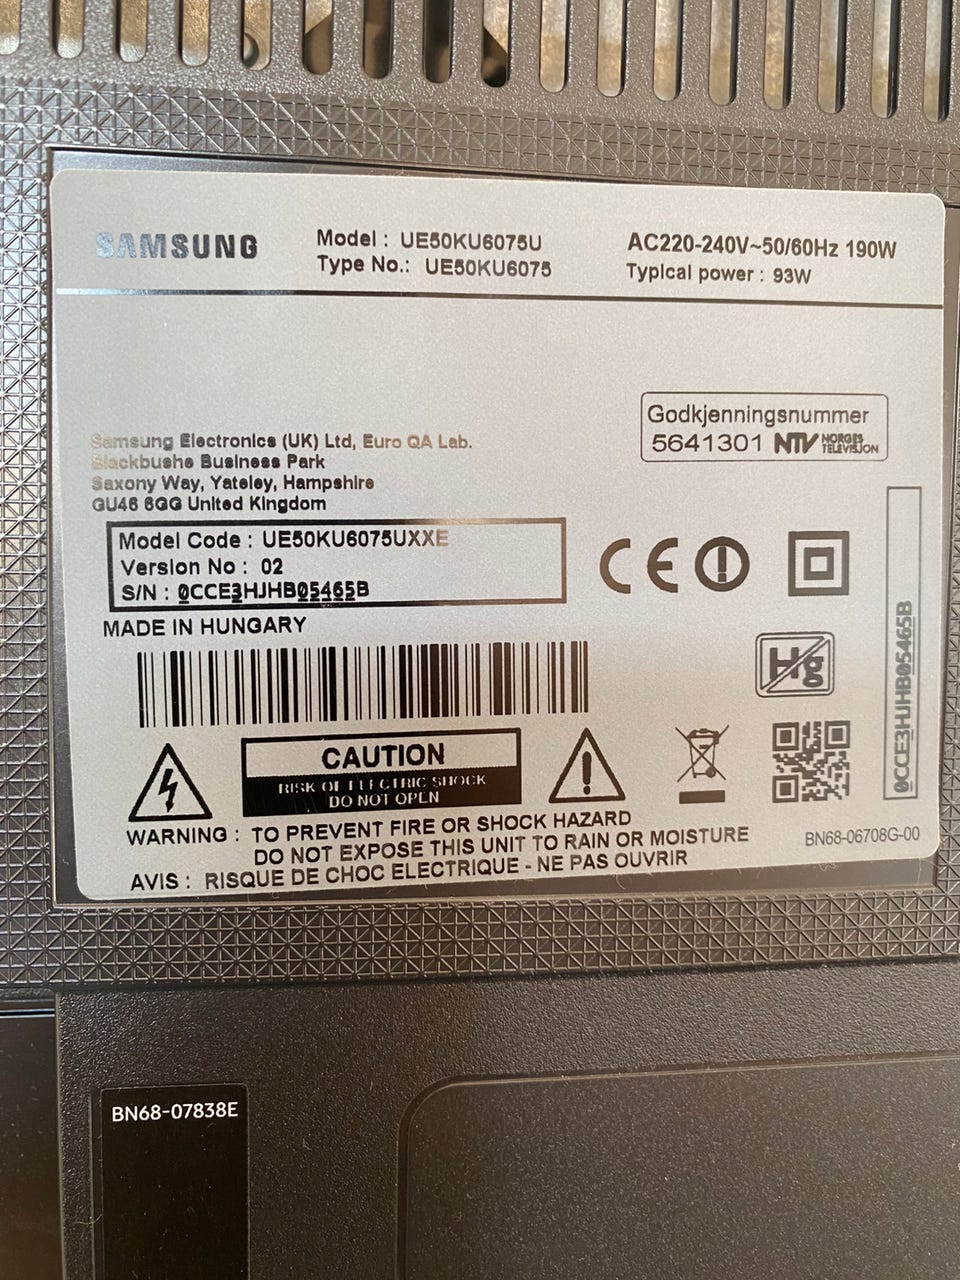 SAMSUNG
Model : UE50KU6075U
Type No.: UE50KU6075
AC220-240V~50/60Hz 190W
Typical power : 93W
Godkjenningsnummer
5641301 NTV NORGES TELEVISJON
Samsung Electronics (UK) Ltd, Euro QA Lab.
Blackbushe Business Park
Saxony Way, Yateley, Hampshire
GU46 6GG United Kingdom
Model Code : UE50KU6075UXXE
Version No : 02
S/N : 0CCE3HJHB05465B
MADE IN HUNGARY
CE
Hg
0CCE3HJHB05465B
CAUTION
RISK OF ELECTRIC SHOCK
DO NOT OPEN
WARNING : TO PREVENT FIRE OR SHOCK HAZARD
DO NOT EXPOSE THIS UNIT TO RAIN OR MOISTURE
AVIS : RISQUE DE CHOC ELECTRIQUE - NE PAS OUVRIR
BN68-06708G-00
BN68-07838E